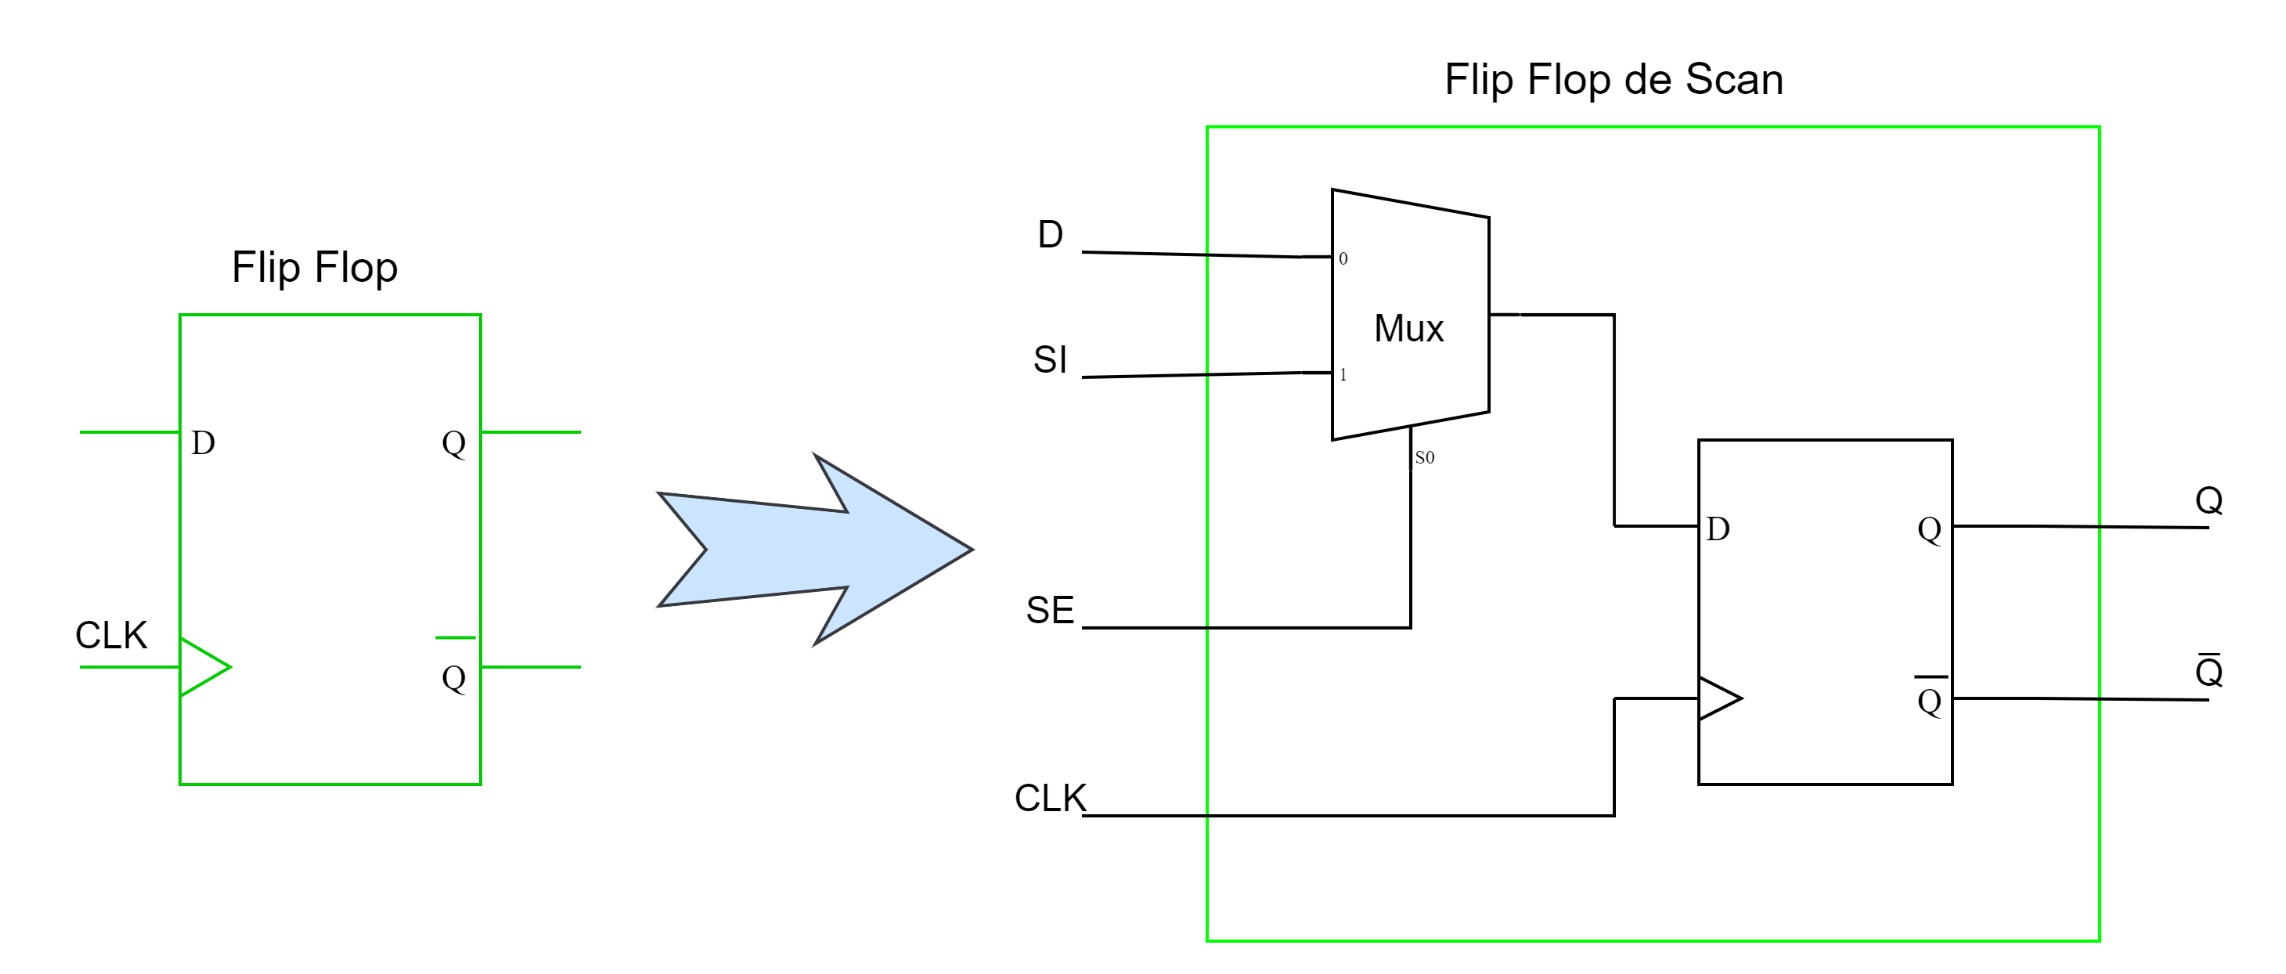 Flip Flop
D
Q
CLK
Q̅
Flip Flop de Scan
D
0
Mux
SI
1
S0
SE
CLK
D
Q
Q̅
Q
Q̅